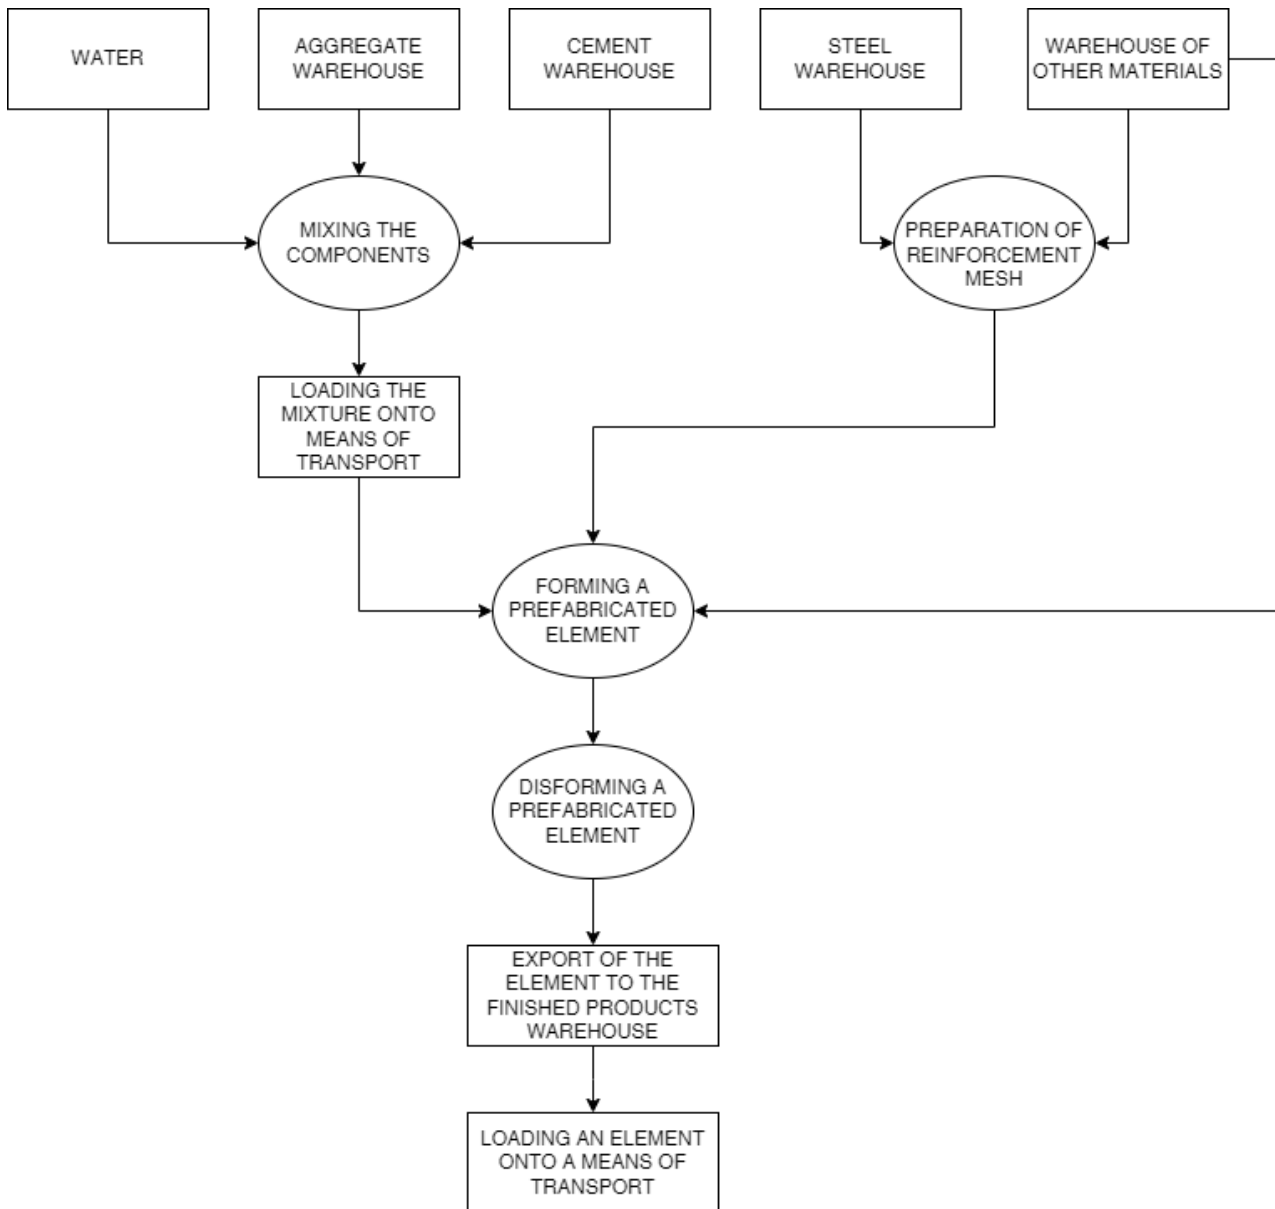 WATER
AGGREGATE
WAREHOUSE
CEMENT
WAREHOUSE
STEEL
WAREHOUSE
WAREHOUSE OF
OTHER MATERIALS
MIXING THE
COMPONENTS
PREPARATION OF
REINFORCEMENT
MESH
LOADING THE
MIXTURE ONTO
MEANS OF
TRANSPORT
FORMING A
PREFABRICATED
ELEMENT
DISFORMING A
PREFABRICATED
ELEMENT
EXPORT OF THE
ELEMENT TO THE
FINISHED PRODUCTS
WAREHOUSE
LOADING AN ELEMENT
ONTO A MEANS OF
TRANSPORT